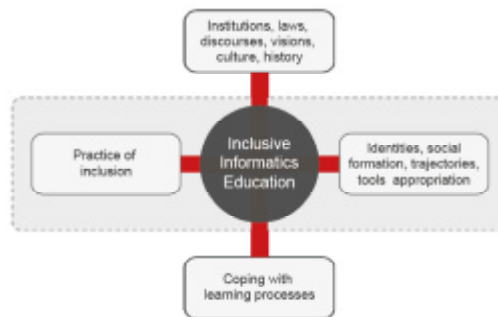 Institutions, laws,
discourses, visions,
culture, history
Inclusive
Informatics
Education
Practice of
inclusion
Identities, social
formation, trajectories,
tools appropriation
Coping with
learning processes